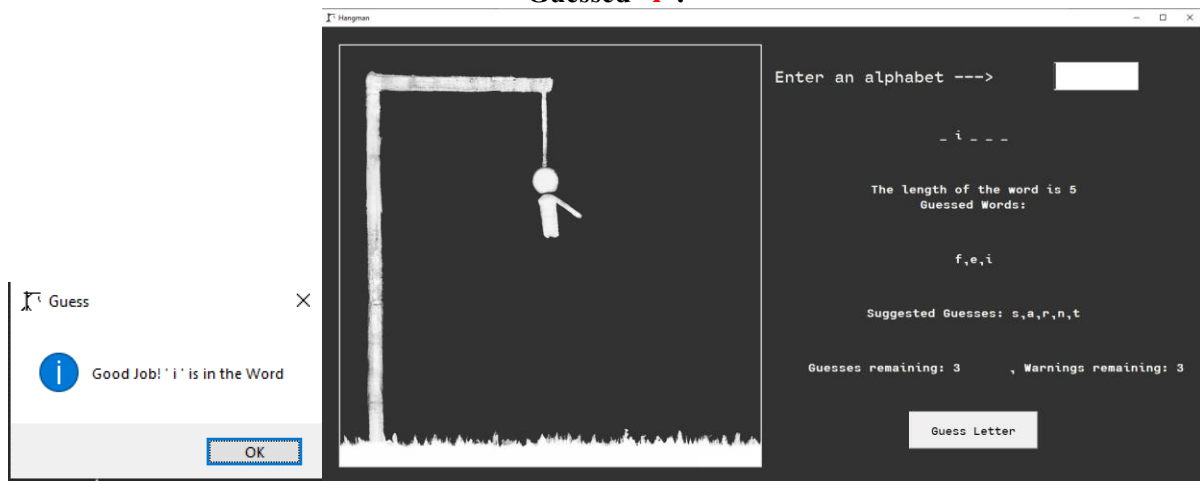 Guessed "i".
Hangman
Enter an alphabet --->
_ i _ _ _
The length of the word is 5
Guessed Words:
f,e,i
Suggested Guesses: s,a,r,n,t
Guesses remaining: 3 , Warnings remaining: 3
Guess Letter
Guess
Good Job! ' i ' is in the Word
OK